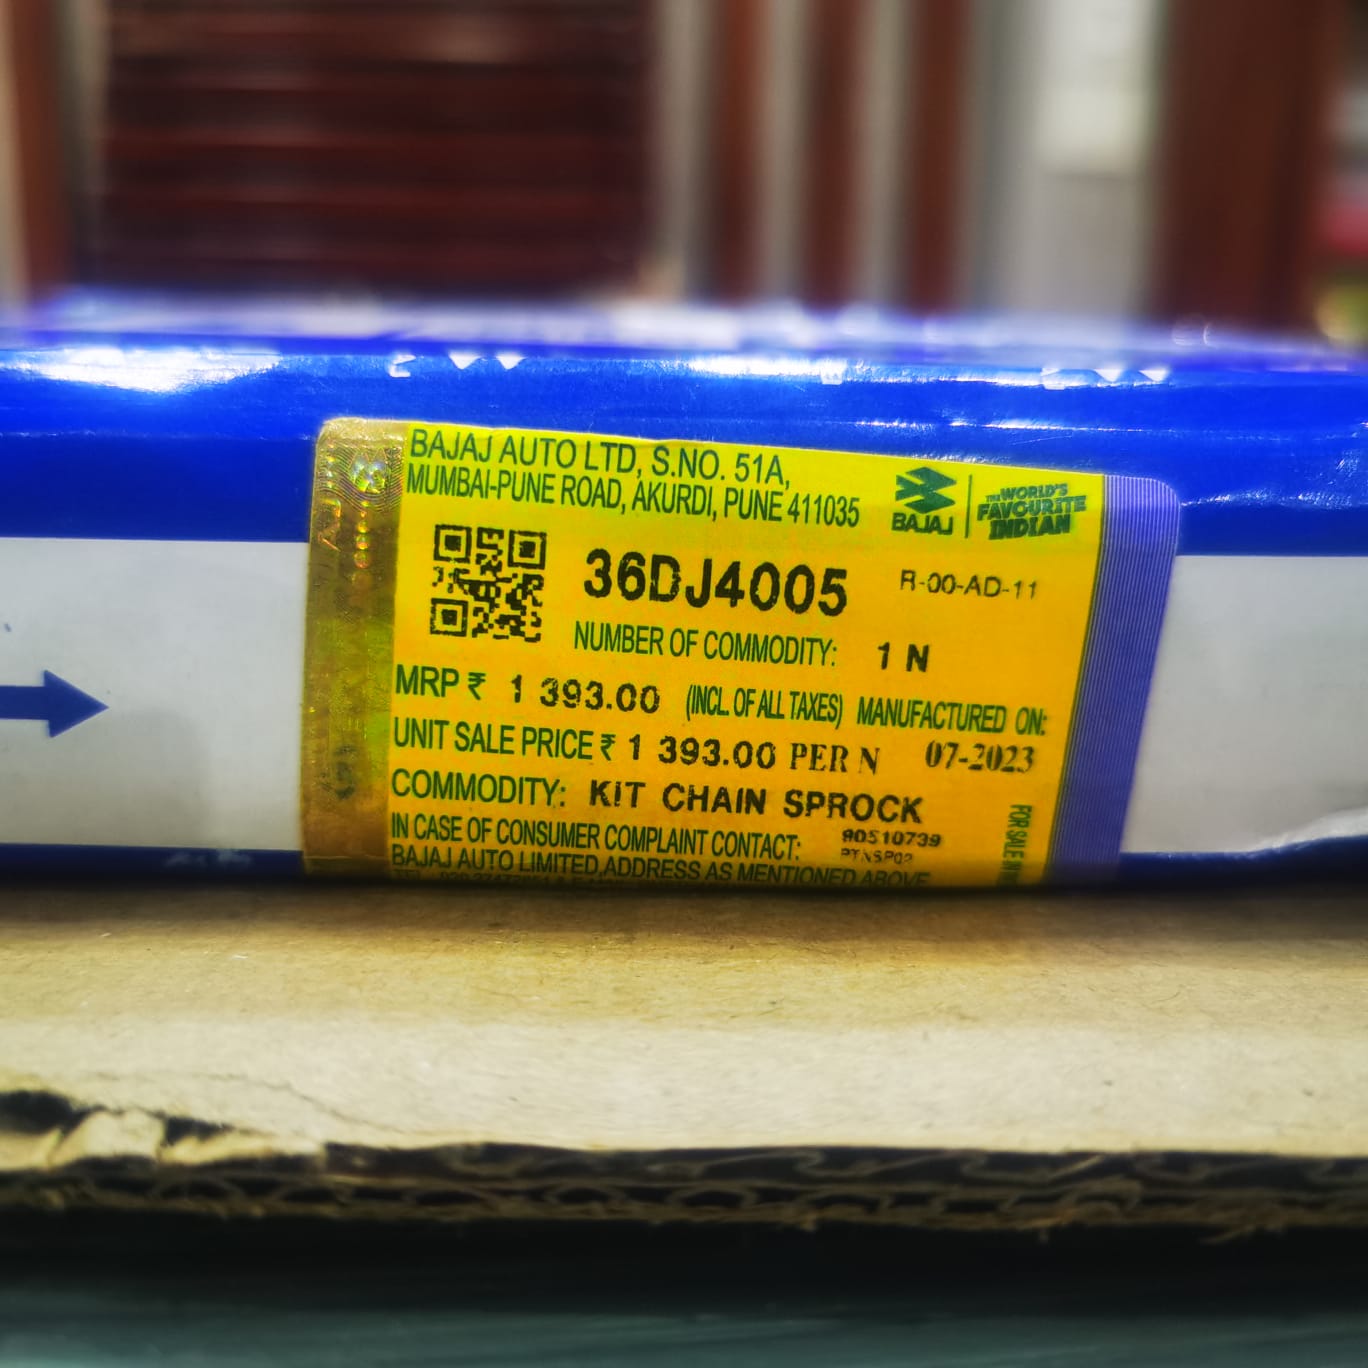 BAJAJ AUTO LTD, S.NO. 51A,
MUMBAI-PUNE ROAD, AKURDI, PUNE 411035
BAJAJ
THE WORLD'S
FAVOURITE
INDIAN
36DJ4005
R-00-AD-11
NUMBER OF COMMODITY: 1 N
MRP ₹ 1 393.00 (INCL. OF ALL TAXES) MANUFACTURED ON:
UNIT SALE PRICE ₹ 1 393.00 PER N 07-2023
COMMODITY: KIT CHAIN SPROCK
IN CASE OF CONSUMER COMPLAINT CONTACT: 90510739
BAJAJ AUTO LIMITED,ADDRESS AS MENTIONED ABOVE
FOR SALE